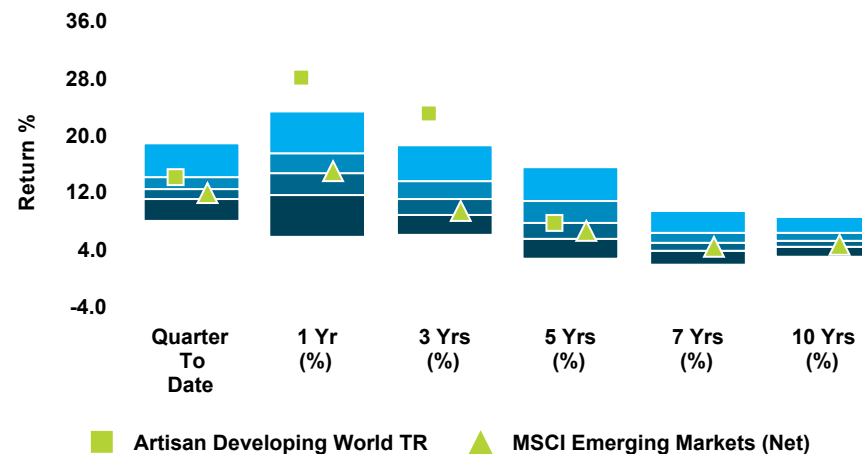 36.0
28.0
20.0
12.0
4.0
-4.0
Return %
Quarter To Date
1 Yr (%)
3 Yrs (%)
5 Yrs (%)
7 Yrs (%)
10 Yrs (%)
Artisan Developing World TR
MSCI Emerging Markets (Net)